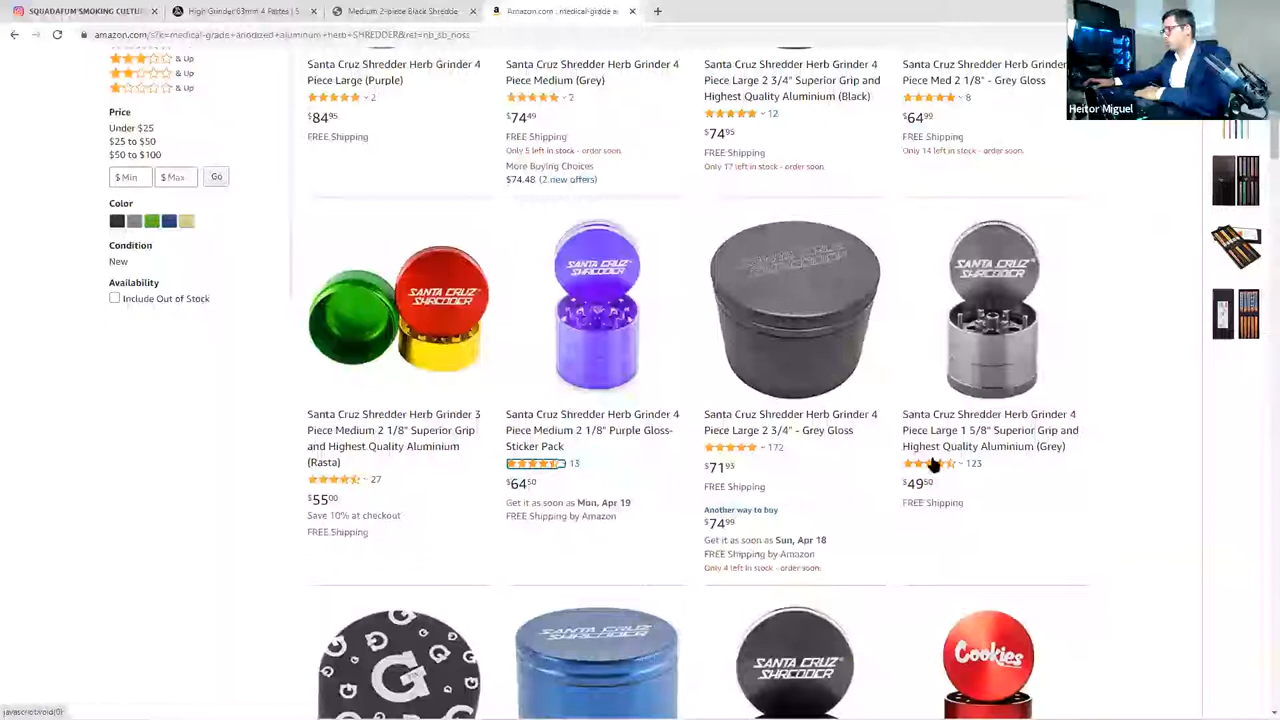 SQUADAFUM SMOKING CULTU
High Grinder 63mm 4 Partes | S
Medium 2-piece Black Shredde
Amazon.com : medical-grade a
amazon.com/s?k=medical-grade+anodized+aluminum+herb+SHREDDER&ref=nb_sb_noss
Heitor Miguel
& Up
& Up
& Up
Price
Under $25
$25 to $50
$50 to $100
$ Min
$ Max
Go
Color
Condition
New
Availability
Include Out of Stock
Santa Cruz Shredder Herb Grinder 4
Piece Large (Purple)
2
$84.95
FREE Shipping
Santa Cruz Shredder Herb Grinder 4
Piece Medium (Grey)
2
$74.49
FREE Shipping
Only 5 left in stock - order soon.
More Buying Choices
$74.48 (2 new offers)
Santa Cruz Shredder Herb Grinder 4
Piece Large 2 3/4" Superior Grip and
Highest Quality Aluminium (Black)
12
$74.95
FREE Shipping
Only 17 left in stock - order soon.
Santa Cruz Shredder Herb Grinder 4
Piece Med 2 1/8" - Grey Gloss
8
$64.99
FREE Shipping
Only 14 left in stock - order soon.
SANTA CRUZ
SHREDDER
SANTA CRUZ
SHREDDER
SANTA CRUZ
SHREDDER
SANTA CRUZ
SHREDDER
Santa Cruz Shredder Herb Grinder 3
Piece Medium 2 1/8" Superior Grip
and Highest Quality Aluminium
(Rasta)
27
$55.00
Save 10% at checkout
FREE Shipping
Santa Cruz Shredder Herb Grinder 4
Piece Medium 2 1/8" Purple Gloss-
Sticker Pack
13
$64.50
Get it as soon as Mon, Apr 19
FREE Shipping by Amazon
Santa Cruz Shredder Herb Grinder 4
Piece Large 2 3/4" - Grey Gloss
172
$71.93
FREE Shipping
Another way to buy
$74.99
Get it as soon as Sun, Apr 18
FREE Shipping by Amazon
Only 4 left in stock - order soon.
Santa Cruz Shredder Herb Grinder 4
Piece Large 1 5/8" Superior Grip and
Highest Quality Aluminium (Grey)
123
$49.50
FREE Shipping
G
SANTA CRUZ
SHREDDER
SANTA CRUZ
SHREDDER
Cookies
javascript:void(0)